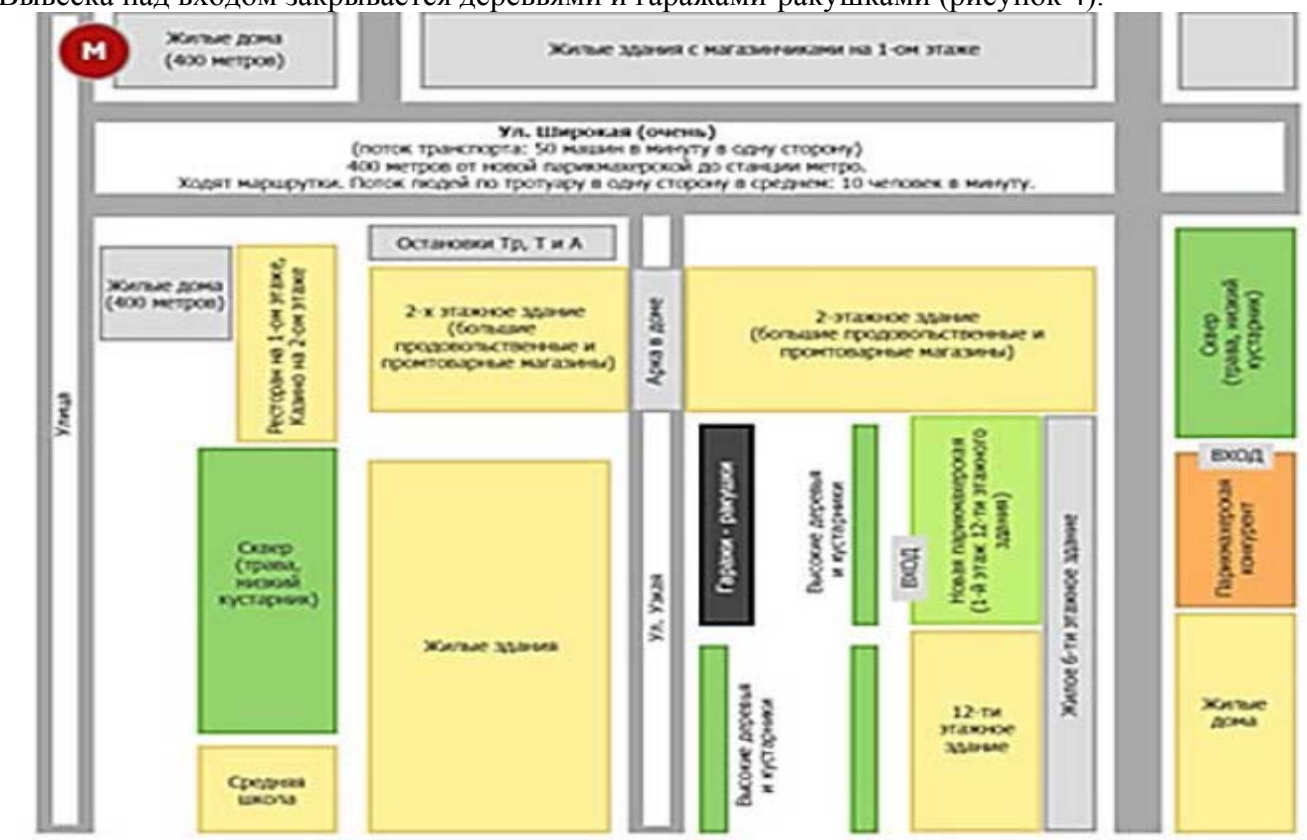 Вывеска над входом закрывается деревьями и гаражами-ракушками (рисунок 4).
М
Жилые дома
(400 метров)
Жилые здания с магазинчиками на 1-ом этаже
Ул. Широкая (очень)
(поток транспорта: 50 машин в минуту в одну сторону)
400 метров от новой парикмахерской до станции метро.
Ходят маршрутки. Поток людей по тротуару в одну сторону в среднем: 10 человек в минуту.
Остановки Тр, Т и А
Жилые дома
(400 метров)
Ресторан на 1-ом этаже,
Казино на 2-ом этаже
2-х этажное здание
(большие
продовольственные и
промтоварные магазины)
Арка в доме
2-этажное здание
(большие продовольственные и
промтоварные магазины)
Сквер
(трава, низкий
кустарник)
Улица
Сквер
(трава,
низкий
кустарник)
Жилые здания
Ул. Узкая
Гаражи - ракушки
Высокие деревья
и кустарники
ВХОД
Новая парикмахерская
(1-й этаж 12-ти этажного
здания)
Жилое 6-ти этажное здание
ВХОД
Парикмахерская
конкурент
Средняя
школа
Высокие деревья
и кустарники
12-ти
этажное
здание
Жилые
дома